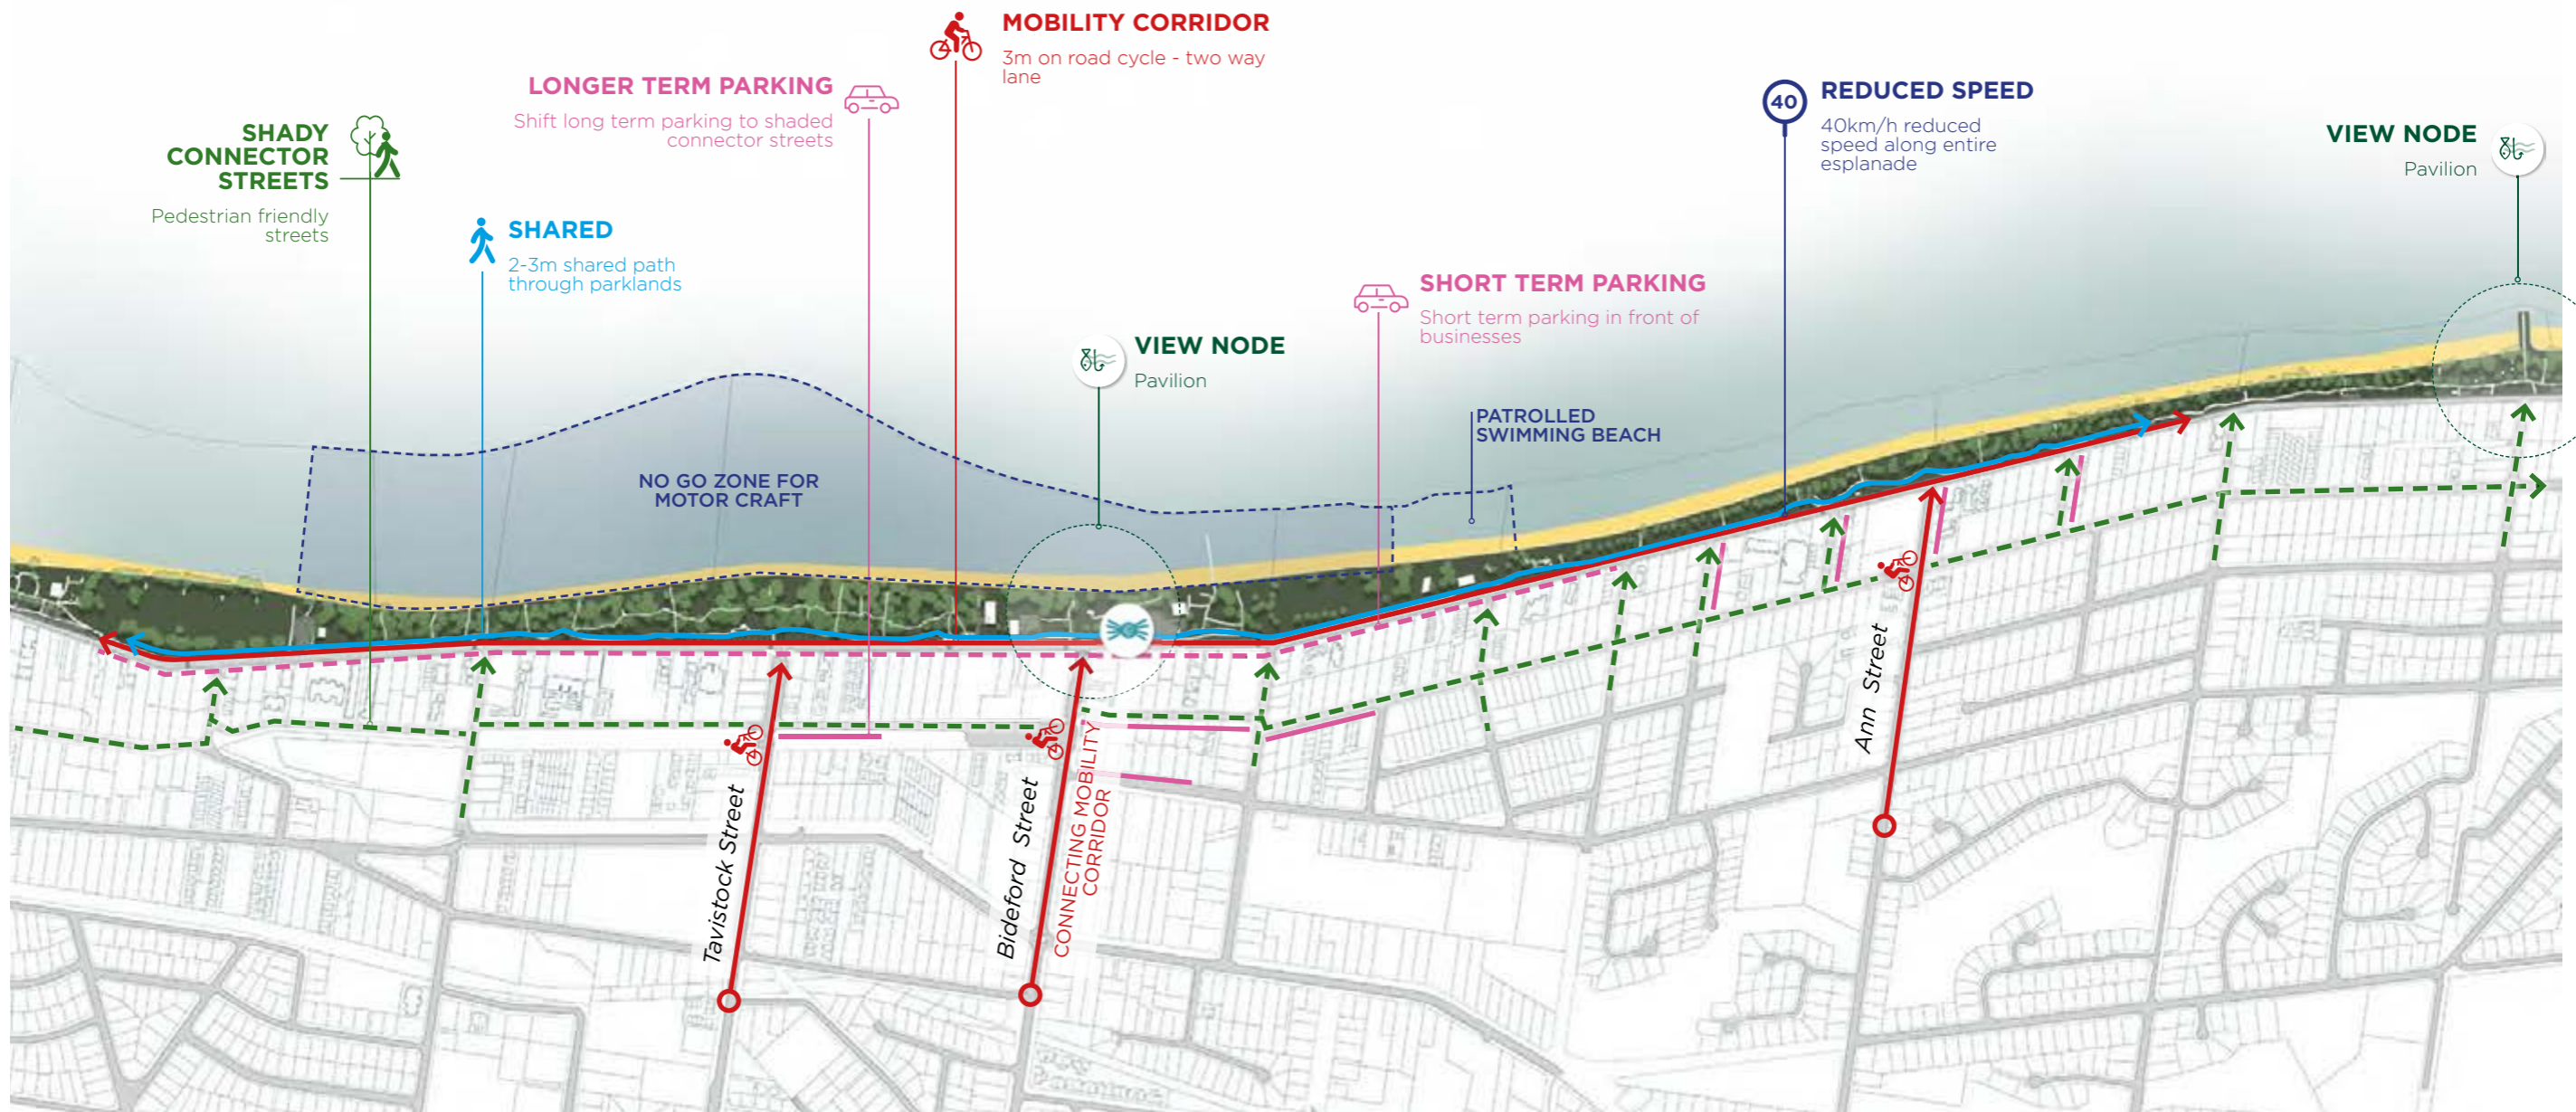 MOBILITY CORRIDOR
3m on road cycle - two way
lane
LONGER TERM PARKING
Shift long term parking to shaded
connector streets
40
REDUCED SPEED
40km/h reduced
speed along entire
esplanade
SHADY
CONNECTOR
STREETS
Pedestrian friendly
streets
VIEW NODE
Pavilion
SHARED
2-3m shared path
through parklands
SHORT TERM PARKING
Short term parking in front of
businesses
VIEW NODE
Pavilion
PATROLLED
SWIMMING BEACH
NO GO ZONE FOR
MOTOR CRAFT
Tavistock Street
Bideford Street
CONNECTING MOBILITY
CORRIDOR
Ann Street